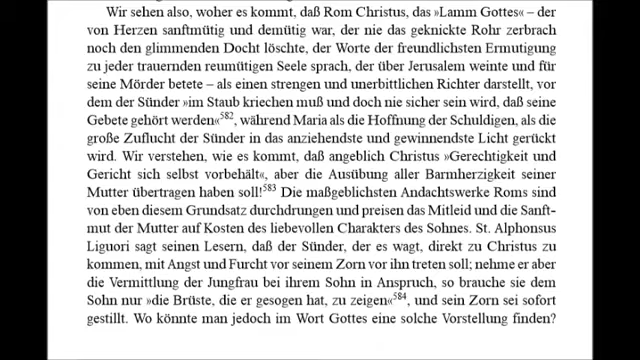 Wir sehen also, woher es kommt, daß Rom Christus, das »Lamm Gottes« – der
von Herzen sanftmütig und demütig war, der nie das geknickte Rohr zerbrach
noch den glimmenden Docht löschte, der Worte der freundlichsten Ermutigung
zu jeder trauernden reumütigen Seele sprach, der über Jerusalem weinte und für
seine Mörder betete – als einen strengen und unerbittlichen Richter darstellt, vor
dem der Sünder »im Staub kriechen muß und doch nie sicher sein wird, daß seine
Gebete gehört werden«582, während Maria als die Hoffnung der Schuldigen, als die
große Zuflucht der Sünder in das anziehendste und gewinnendste Licht gerückt
wird. Wir verstehen, wie es kommt, daß angeblich Christus »Gerechtigkeit und
Gericht sich selbst vorbehält«, aber die Ausübung aller Barmherzigkeit seiner
Mutter übertragen haben soll!583 Die maßgeblichsten Andachtswerke Roms sind
von eben diesem Grundsatz durchdrungen und preisen das Mitleid und die Sanft-
mut der Mutter auf Kosten des liebevollen Charakters des Sohnes. St. Alphonsus
Liguori sagt seinen Lesern, daß der Sünder, der es wagt, direkt zu Christus zu
kommen, mit Angst und Furcht vor seinem Zorn vor ihn treten soll; nehme er aber
die Vermittlung der Jungfrau bei ihrem Sohn in Anspruch, so brauche sie dem
Sohn nur »die Brüste, die er gesogen hat, zu zeigen«584, und sein Zorn sei sofort
gestillt. Wo könnte man jedoch im Wort Gottes eine solche Vorstellung finden?